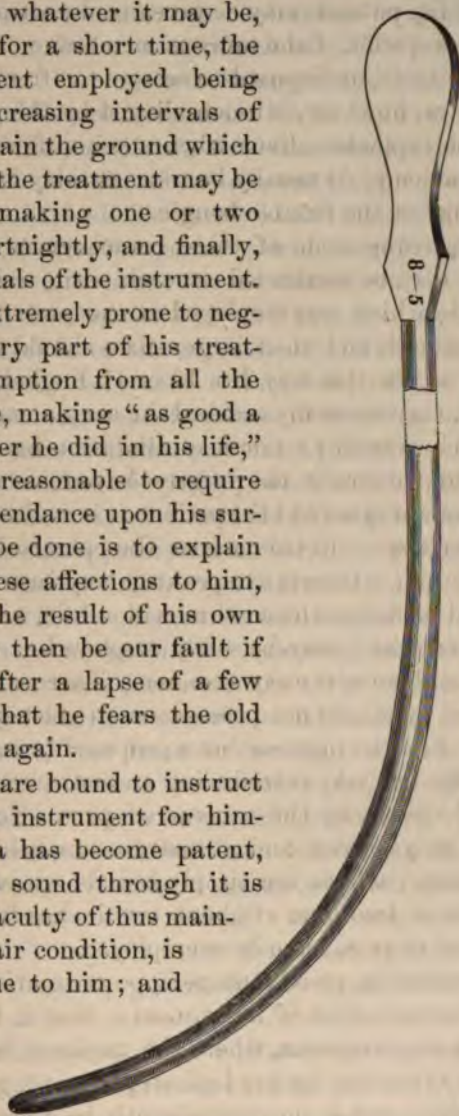 whatever it may be,
for a short time, the
ent employed being
creasing intervals of
ain the ground which
the treatment may be
making one or two
rtnightly, and finally,
als of the instrument.
xtremely prone to neg-
ry part of his treat-
mption from all the
e, making “as good a
er he did in his life,”
reasonable to require
endance upon his sur-
be done is to explain
ese affections to him,
he result of his own
then be our fault if
fter a lapse of a few
hat he fears the old
again.
are bound to instruct
instrument for him-
a has become patent,
sound through it is
aculty of thus main-
air condition, is
ue to him; and
8—5